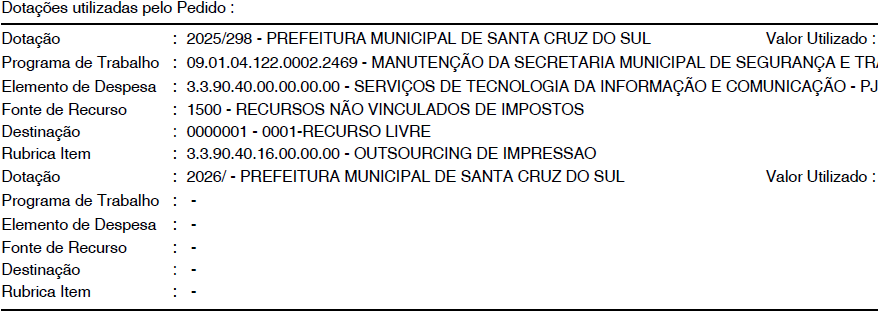 Dotações utilizadas pelo Pedido :
Dotação : 2025/298 - PREFEITURA MUNICIPAL DE SANTA CRUZ DO SUL Valor Utilizado :
Programa de Trabalho : 09.01.04.122.0002.2469 - MANUTENÇÃO DA SECRETARIA MUNICIPAL DE SEGURANÇA E TRA
Elemento de Despesa : 3.3.90.40.00.00.00.00 - SERVIÇOS DE TECNOLOGIA DA INFORMAÇÃO E COMUNICAÇÃO - PJ
Fonte de Recurso : 1500 - RECURSOS NÃO VINCULADOS DE IMPOSTOS
Destinação : 0000001 - 0001-RECURSO LIVRE
Rubrica Item : 3.3.90.40.16.00.00.00 - OUTSOURCING DE IMPRESSAO
Dotação : 2026/ - PREFEITURA MUNICIPAL DE SANTA CRUZ DO SUL Valor Utilizado :
Programa de Trabalho : -
Elemento de Despesa : -
Fonte de Recurso : -
Destinação : -
Rubrica Item : -